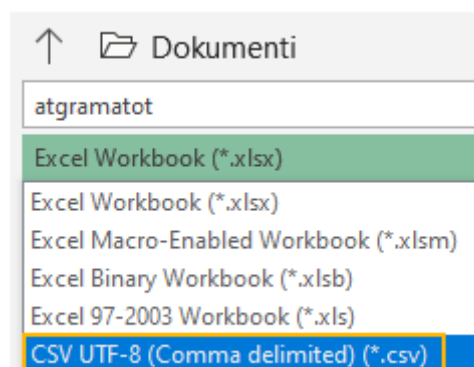 Dokumenti
atgramatot
Excel Workbook (*.xlsx)
Excel Workbook (*.xlsx)
Excel Macro-Enabled Workbook (*.xlsm)
Excel Binary Workbook (*.xlsb)
Excel 97-2003 Workbook (*.xls)
CSV UTF-8 (Comma delimited) (*.csv)